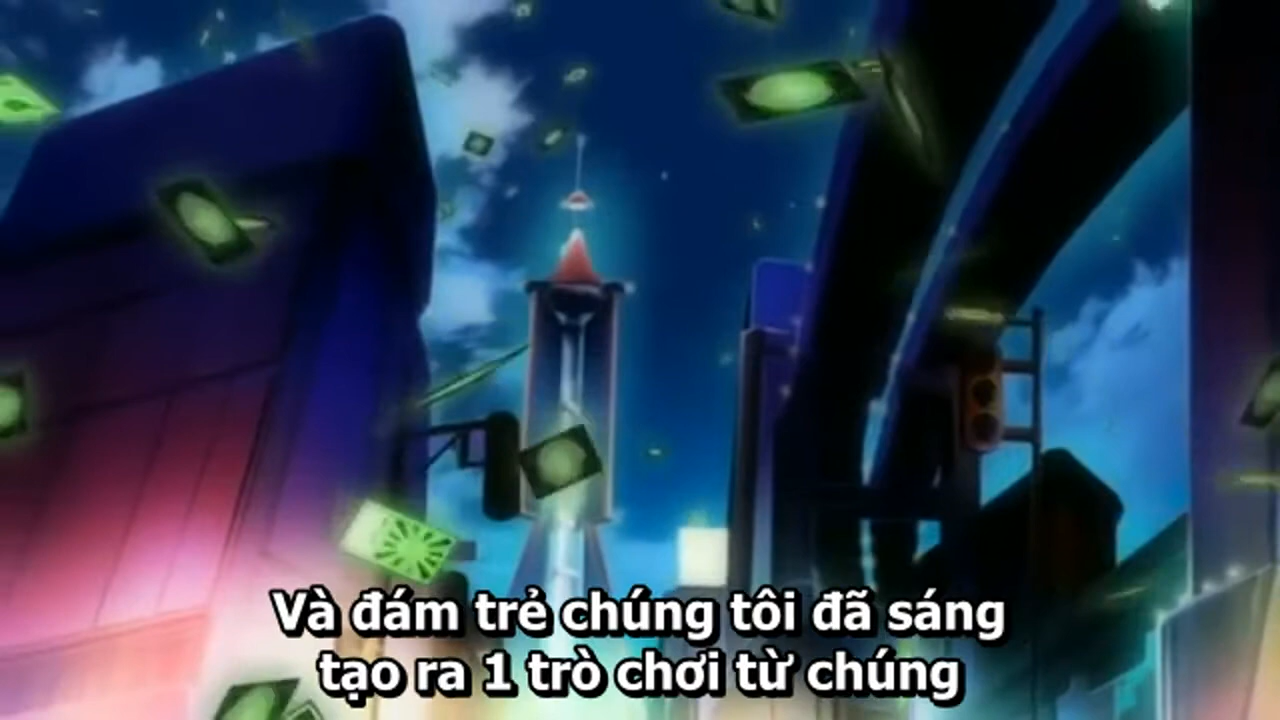 Và đám trẻ chúng tôi đã sáng
tạo ra 1 trò chơi từ chúng